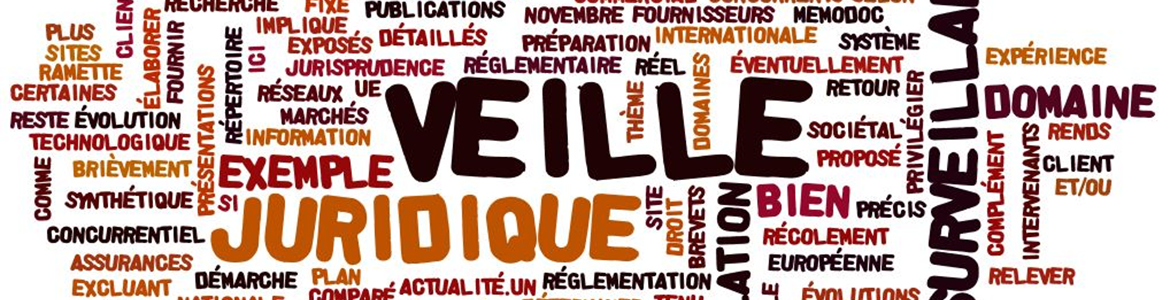 RECHERCHE
FIXE
PUBLICATIONS
IMPLIQUE
NOVEMBRE FOURNISSEURS
MEMODOC
PLUS
SITES
RAMETTE
CERTAINES
ÉLABORER
FOURNIR
RÉPERTOIRE
ICI
EXPOSÉS
DÉTAILLÉS
PRÉPARATION
INTERNATIONALE
SYSTÈME
EXPÉRIENCE
JURISPRUDENCE
RÉGLEMENTAIRE
RÉEL
ÉVENTUELLEMENT
RÉSEAUX
UE
VEILLE
THÈME
DOMAINES
RETOUR
PRIVILÉGIER
DOMAINE
RESTE
ÉVOLUTION
MARCHÉS
SOCIÉTAL
RENDS
TECHNOLOGIQUE
PRÉSENTATIONS
INFORMATION
PROPOSÉ
COMPLÉMENT
INTERVENANTS
CLIENT
COMME
BRIÈVEMENT
EXEMPLE
ET/OU
SYNTHÉTIQUE
SI
JURIDIQUE
SITE
DROIT
BREVETS
BIEN
PRÉCIS
CONCURRENTIEL
RÉCOLEMENT
ASSURANCES
EUROPÉENNE
EXCLUANT
DÉMARCHE
PLAN
ACTUALITÉ.UN
RÉGLEMENTATION
RELEVER
COMPARÉ
NATIONALE
ÉVOLUTIONS